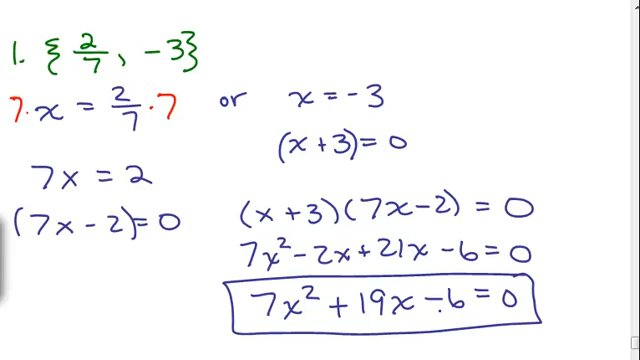 1. { 2/7 , -3}
7· x = 2/7 ·7 or x = -3
(x + 3) = 0
7x = 2
(7x - 2) = 0
(x + 3)(7x - 2) = 0
7x² - 2x + 21x - 6 = 0
7x² + 19x - 6 = 0